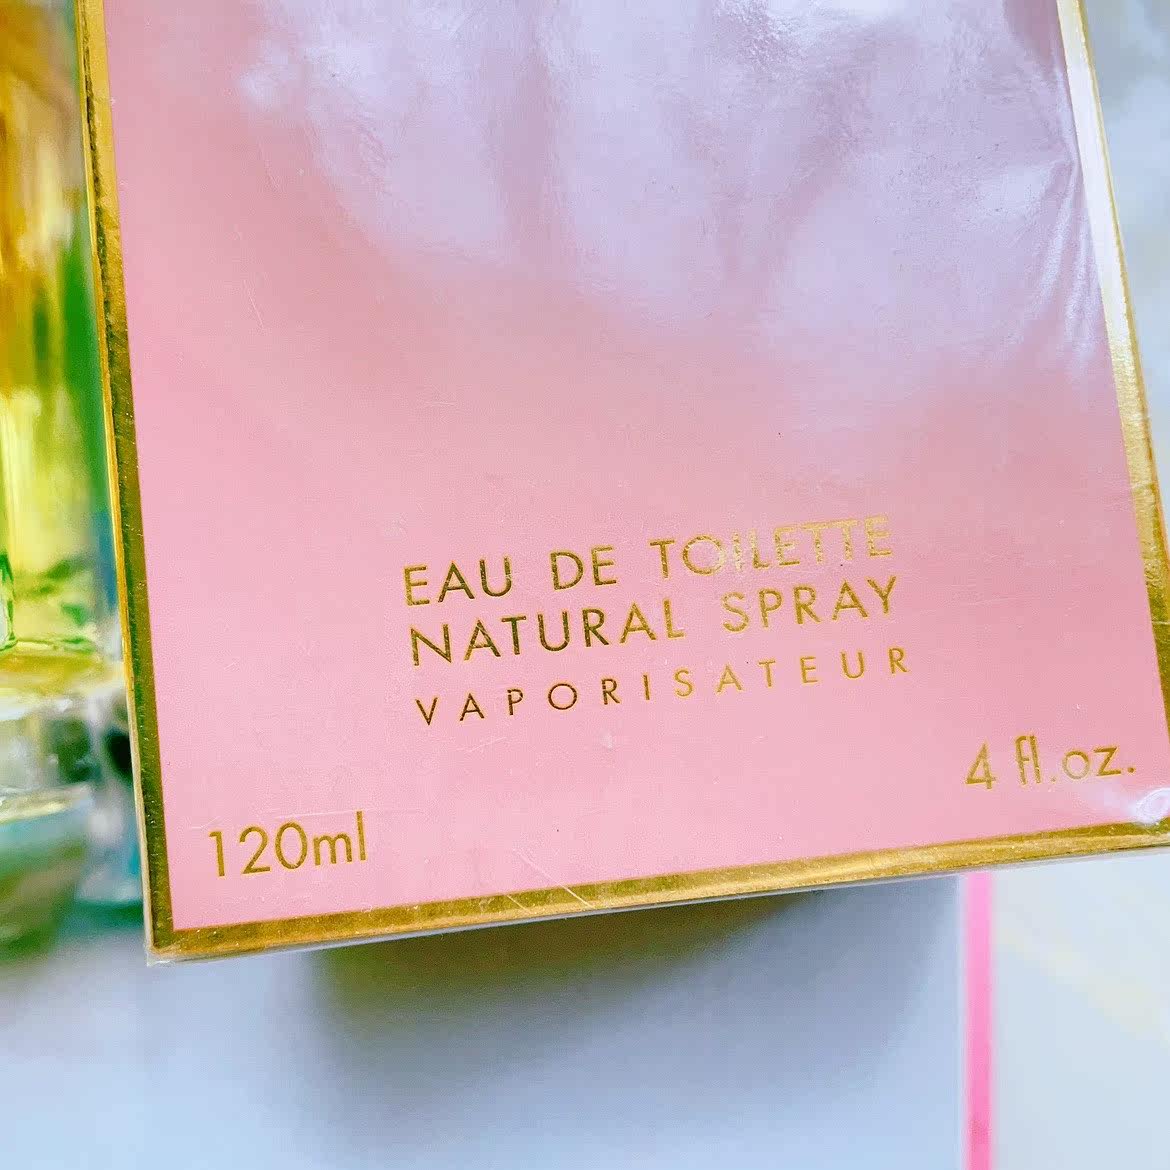 EAU DE TOILETTE
NATURAL SPRAY
VAPORISATEUR
4 fl.oz.
120ml